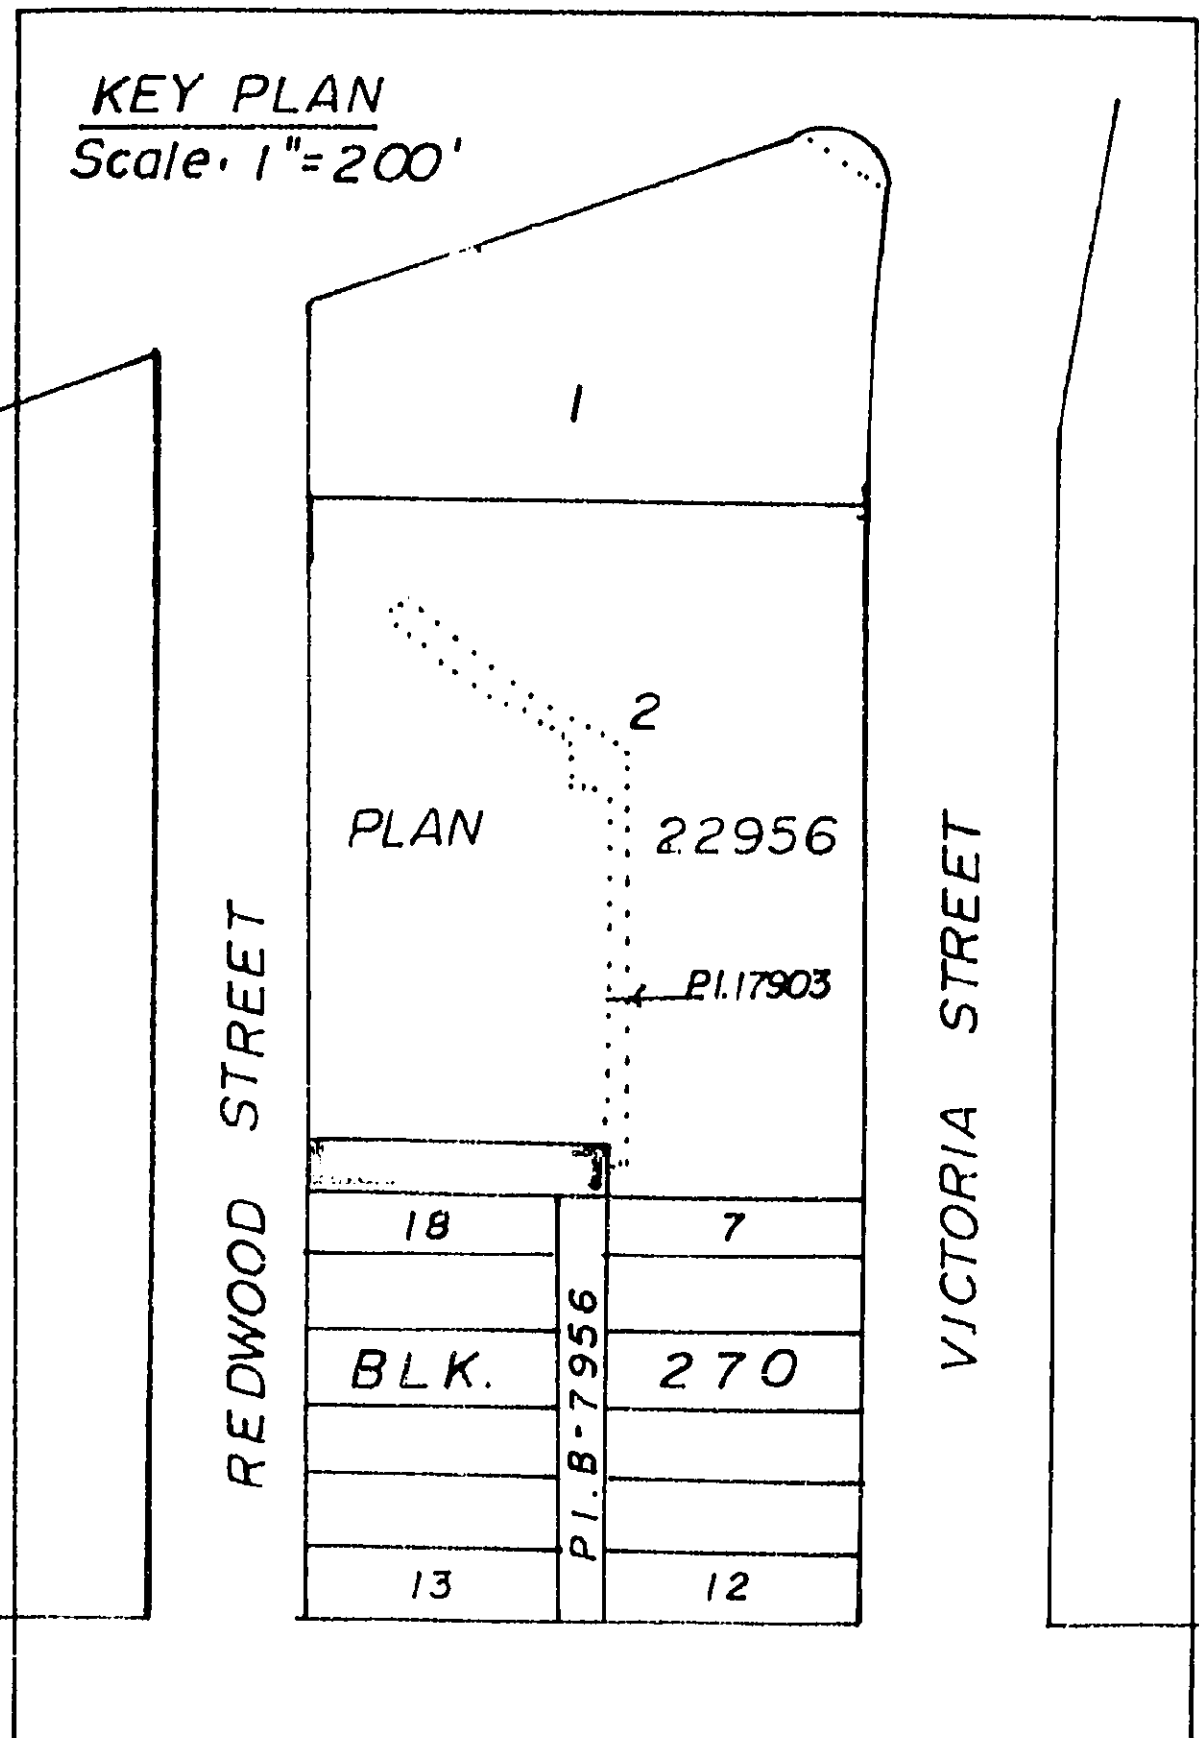 KEY PLAN
Scale. 1"=200'
1
2
PLAN 22956
Pl. 17903
REDWOOD STREET
VICTORIA STREET
18 7
BLK. 270
Pl. B-7956
13 12